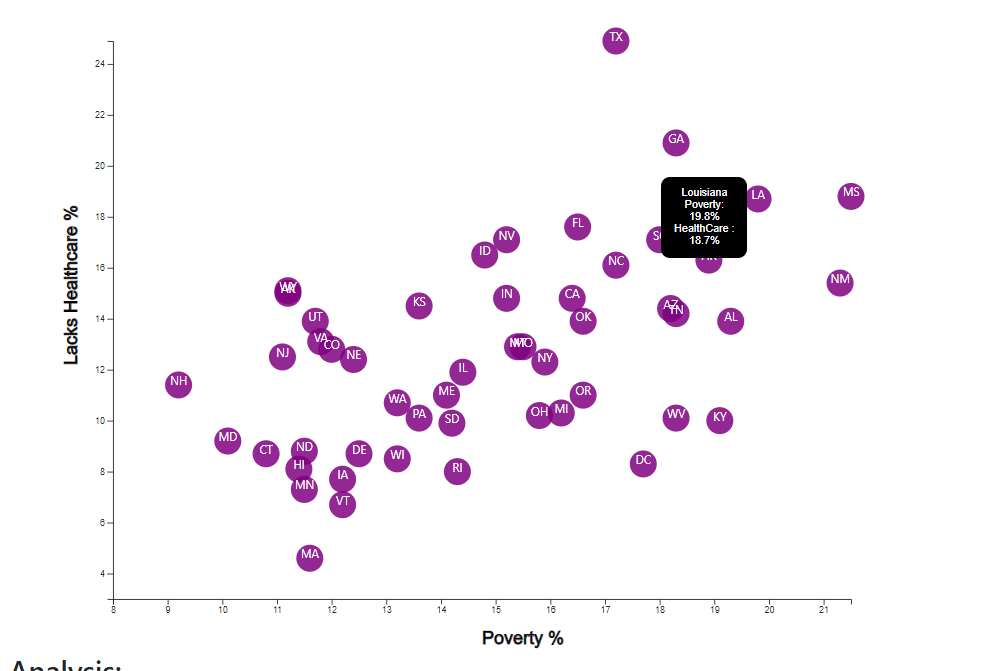 TX
24
22
GA
20
Louisiana
Poverty:
19.8%
HealthCare :
18.7%
LA
MS
18
FL
NV
ID
NC
16
NM
WY
AK
IN
CA
KS
14
UT
OK
AZ
TN
AL
VA
CO
NJ
NE
MO
NY
12
IL
NH
ME
OR
WA
PA
SD
OH
MI
WV
KY
10
MD
CT
ND
DE
WI
DC
HI
RI
8
IA
MN
VT
6
MA
4
Lacks Healthcare %
8
9
10
11
12
13
14
15
16
17
18
19
20
21
Poverty %
Analysis: